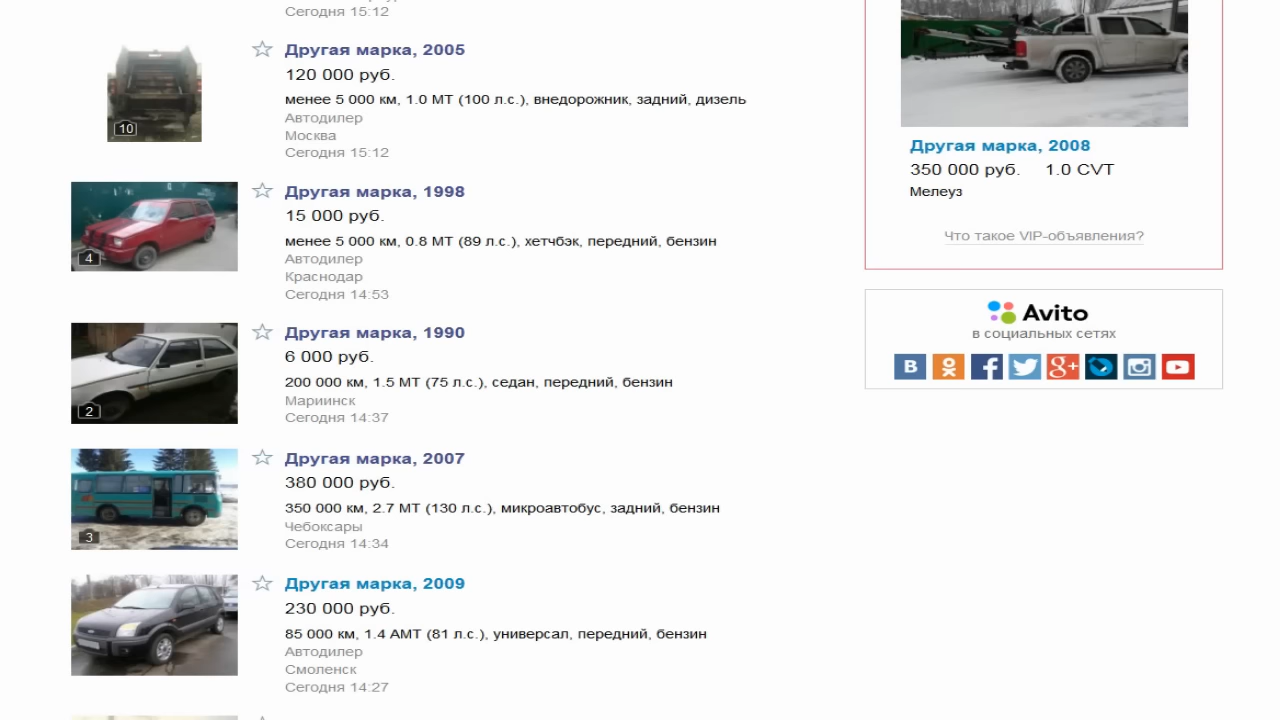 Сегодня 15:12
Другая марка, 2005
120 000 руб.
менее 5 000 км, 1.0 МТ (100 л.с.), внедорожник, задний, дизель
Автодилер
Москва
Сегодня 15:12
10
Другая марка, 1998
15 000 руб.
менее 5 000 км, 0.8 МТ (89 л.с.), хетчбэк, передний, бензин
Автодилер
Краснодар
Сегодня 14:53
4
Другая марка, 1990
6 000 руб.
200 000 км, 1.5 МТ (75 л.с.), седан, передний, бензин
Мариинск
Сегодня 14:37
2
Другая марка, 2007
380 000 руб.
350 000 км, 2.7 МТ (130 л.с.), микроавтобус, задний, бензин
Чебоксары
Сегодня 14:34
3
Другая марка, 2009
230 000 руб.
85 000 км, 1.4 АМТ (81 л.с.), универсал, передний, бензин
Автодилер
Смоленск
Сегодня 14:27
Другая марка, 2008
350 000 руб. 1.0 CVT
Мелеуз
Что такое VIP-объявления?
Avito
в социальных сетях